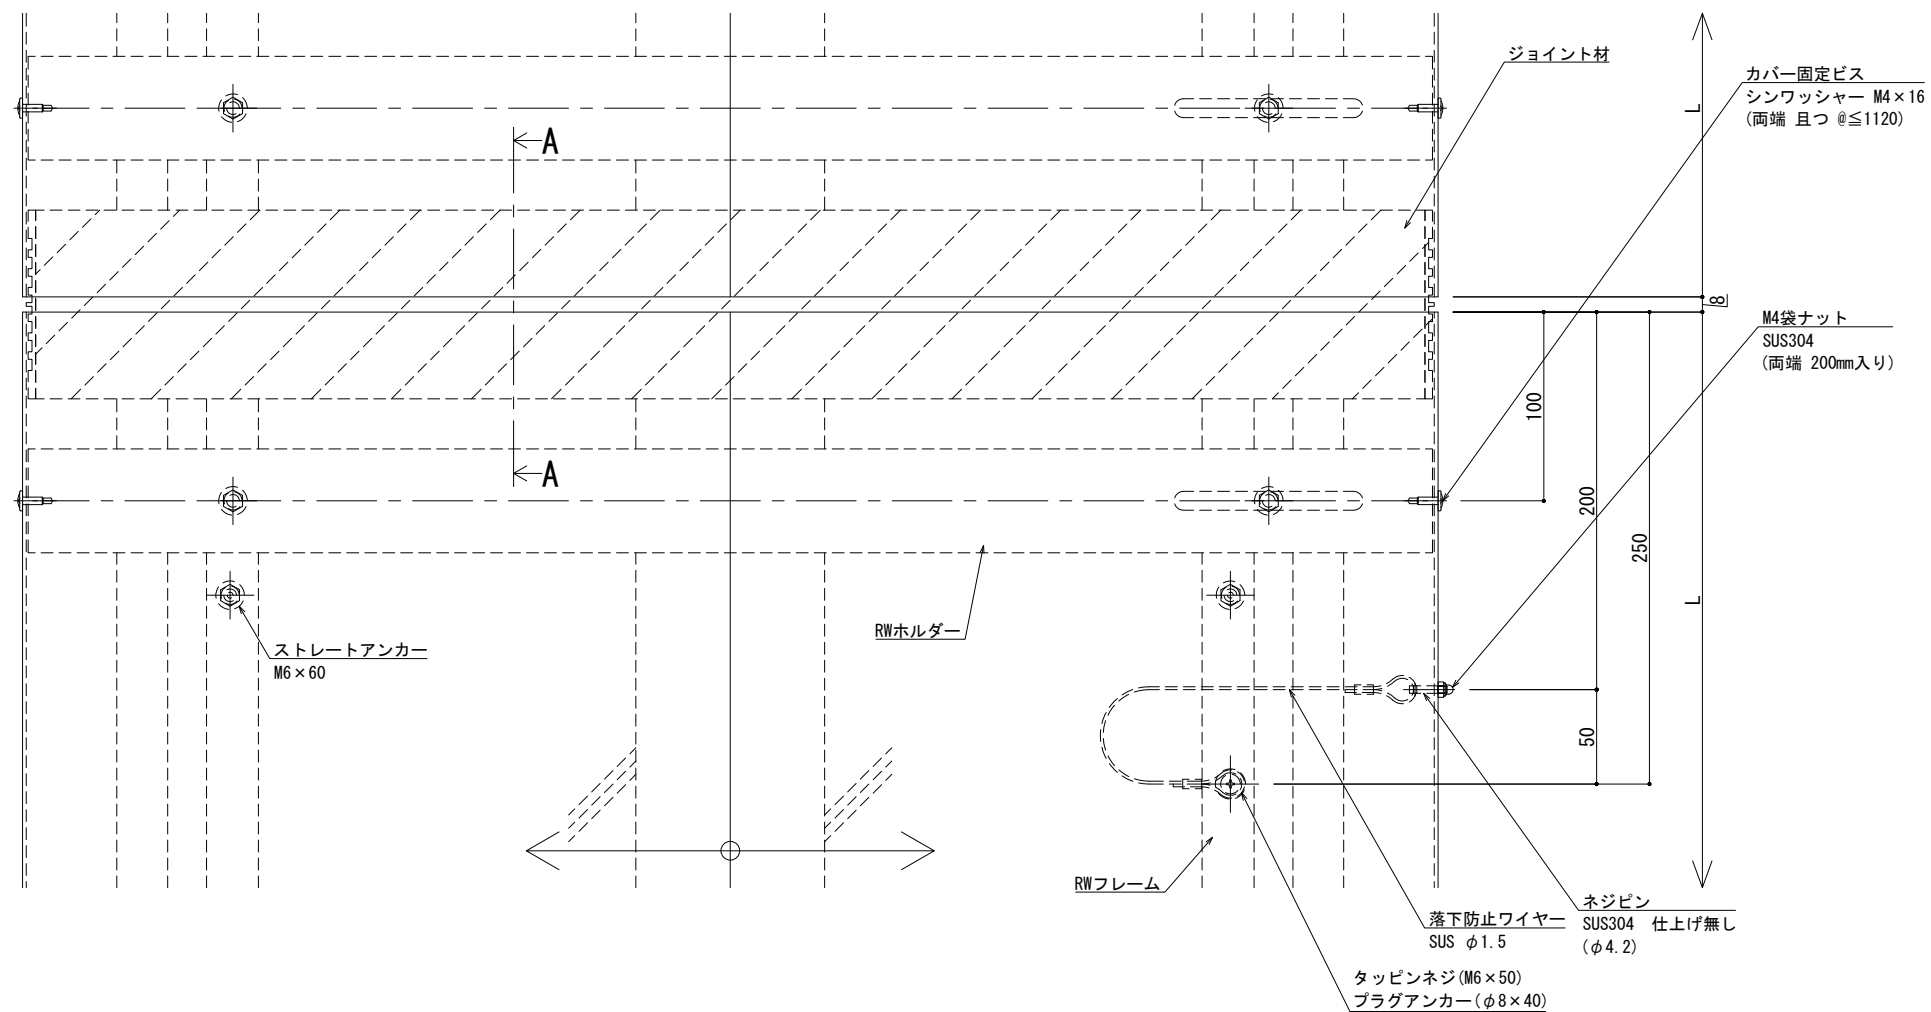 ジョイント材
カバー固定ビス
シンワッシャー M4×16
(両端 且つ @≦1120)
L
A
8
M4袋ナット
SUS304
(両端 200mm入り)
100
A
200
250
L
RWホルダー
ストレートアンカー
M6×60
50
RWフレーム
ネジピン
SUS304 仕上げ無し
(φ4.2)
落下防止ワイヤー
SUS φ1.5
タッピンネジ(M6×50)
プラグアンカー(φ8×40)